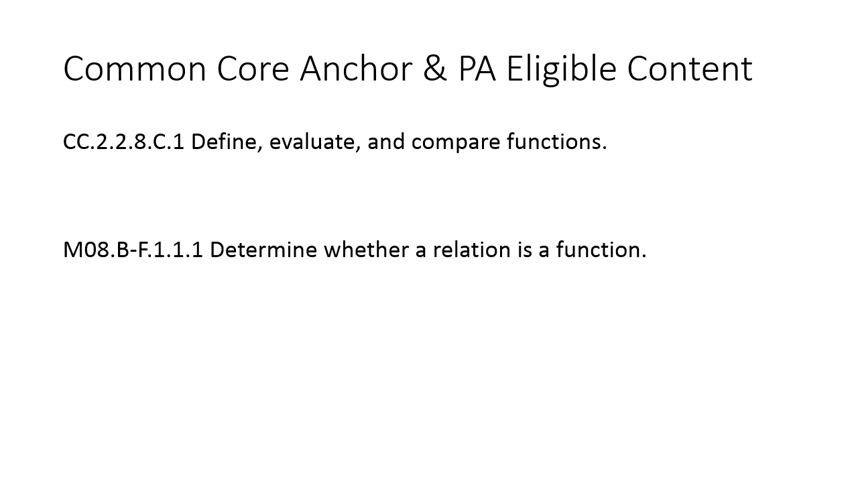 Common Core Anchor & PA Eligible Content
CC.2.2.8.C.1 Define, evaluate, and compare functions.
M08.B-F.1.1.1 Determine whether a relation is a function.